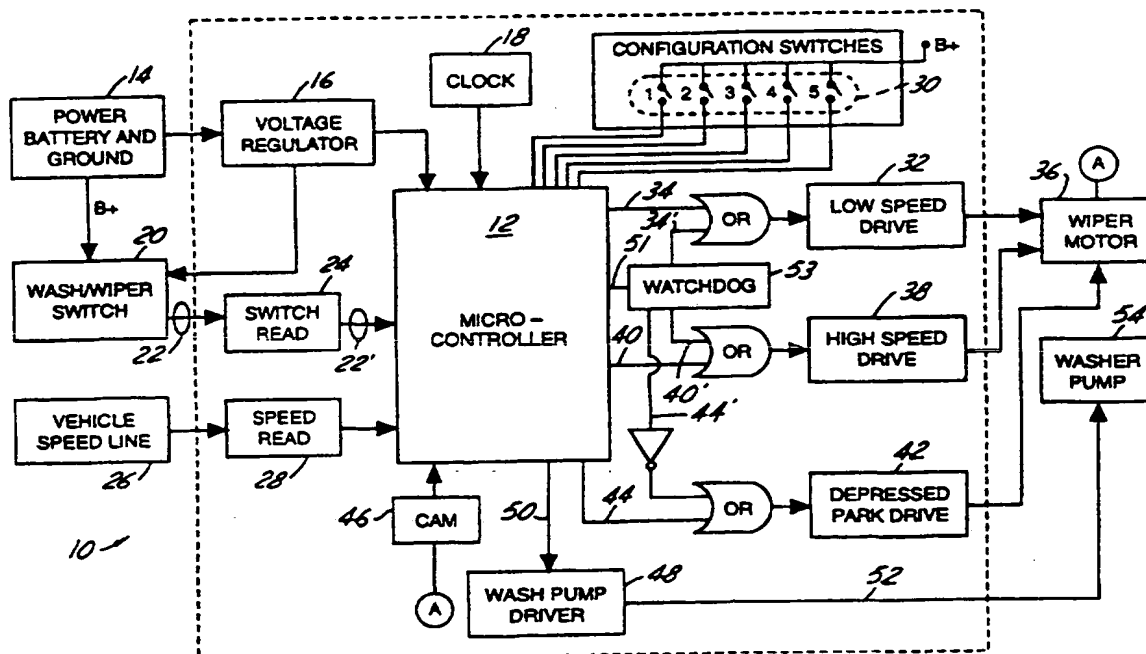 18
CONFIGURATION SWITCHES
B+
14
16
CLOCK
1 2 3 4 5
30
POWER
BATTERY AND
GROUND
VOLTAGE
REGULATOR
A
34
32
36
B+
12
OR
LOW SPEED
DRIVE
WIPER
MOTOR
34'
20
51
53
24
WATCHDOG
38
54
WASH/WIPER
SWITCH
SWITCH
READ
MICRO-
CONTROLLER
40
OR
HIGH SPEED
DRIVE
WASHER
PUMP
22
22'
40'
44'
VEHICLE
SPEED LINE
SPEED
READ
26
28
42
46
CAM
50
44
OR
DEPRESSED
PARK DRIVE
10
48
A
WASH PUMP
DRIVER
52